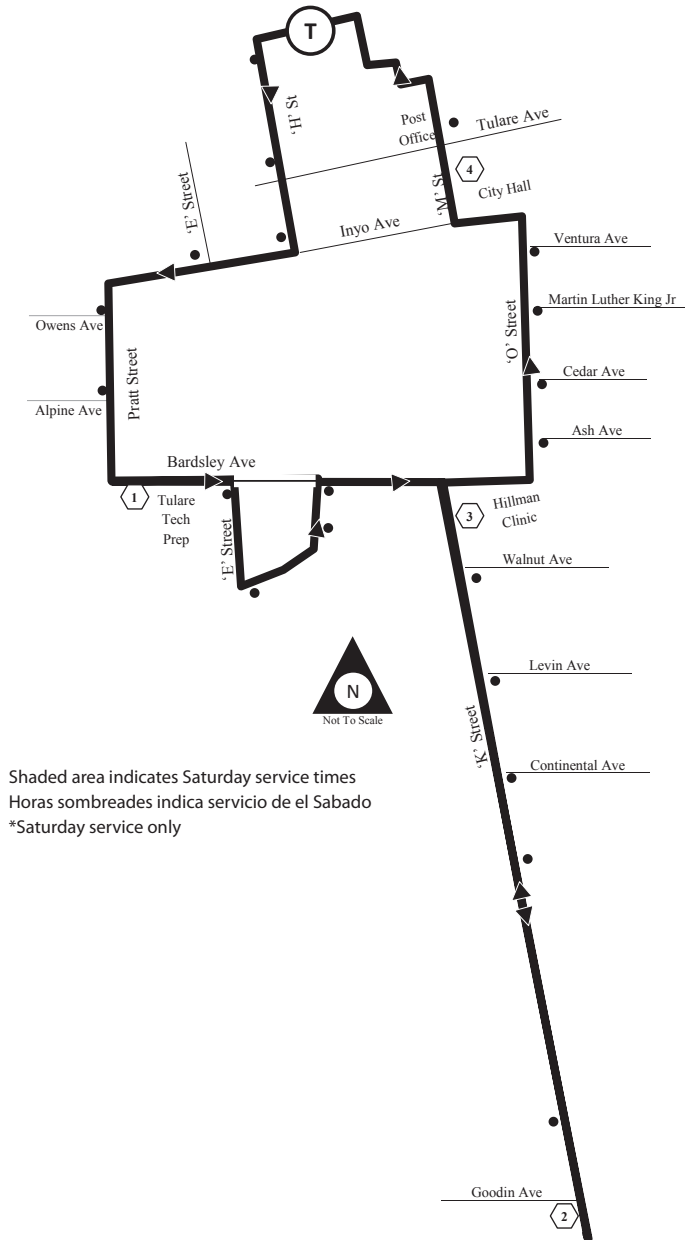 T
'H' St
Post
Office
Tulare Ave
4
City Hall
'M' St
'E' Street
Inyo Ave
Ventura Ave
Owens Ave
Martin Luther King Jr
'O' Street
Pratt Street
Cedar Ave
Alpine Ave
Ash Ave
Bardsley Ave
1
Tulare
Tech
Prep
'E' Street
3
Hillman
Clinic
Walnut Ave
Levin Ave
N
Not To Scale
'K' Street
Continental Ave
Shaded area indicates Saturday service times
Horas sombreades indica servicio de el Sabado
*Saturday service only
Goodin Ave
2